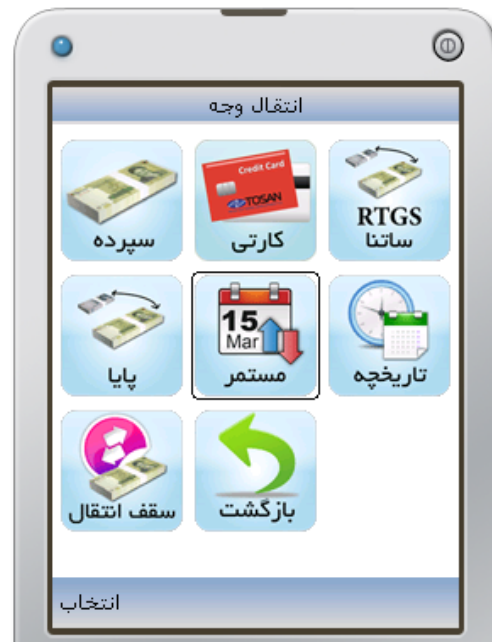 انتقال وجه
Credit Card
TOSAN
RTGS
ساتنا
کارتی
سپرده
تاریخچه
15
Mar
مستمر
پایا
بازگشت
سقف انتقال
انتخاب